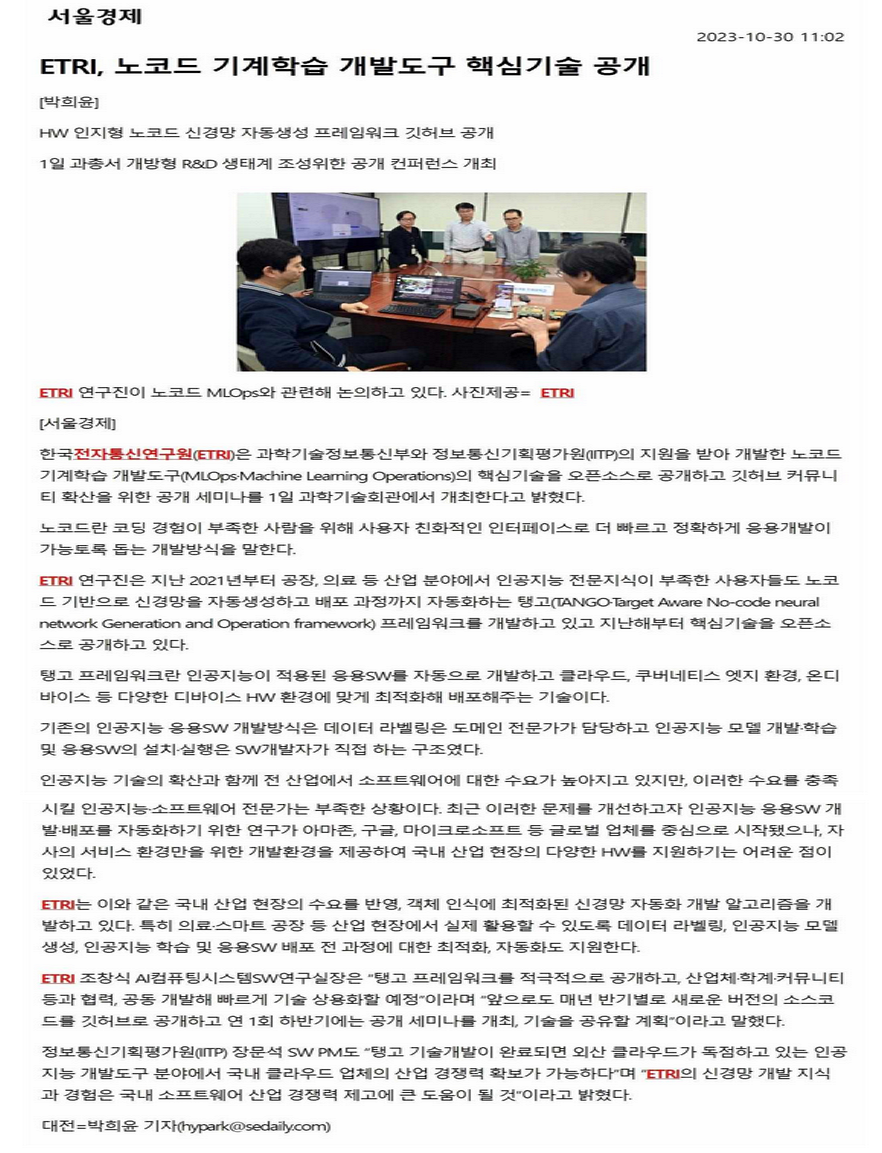 서울경제
2023-10-30 11:02
ETRI, 노코드 기계학습 개발도구 핵심기술 공개
[박희윤]
HW 인지형 노코드 신경망 자동생성 프레임워크 깃허브 공개
1일 과총서 개방형 R&D 생태계 조성위한 공개 컨퍼런스 개최
ETRI 연구진이 노코드 MLOps와 관련해 논의하고 있다. 사진제공= ETRI
[서울경제]
한국전자통신연구원(ETRI)은 과학기술정보통신부와 정보통신기획평가원(IITP)의 지원을 받아 개발한 노코드
기계학습 개발도구(MLOps·Machine Learning Operations)의 핵심기술을 오픈소스로 공개하고 깃허브 커뮤니
티 확산을 위한 공개 세미나를 1일 과학기술회관에서 개최한다고 밝혔다.
노코드란 코딩 경험이 부족한 사람을 위해 사용자 친화적인 인터페이스로 더 빠르고 정확하게 응용개발이
가능토록 돕는 개발방식을 말한다.
ETRI 연구진은 지난 2021년부터 공장, 의료 등 산업 분야에서 인공지능 전문지식이 부족한 사용자들도 노코
드 기반으로 신경망을 자동생성하고 배포 과정까지 자동화하는 탱고(TANGO·Target Aware No-code neural
network Generation and Operation framework) 프레임워크를 개발하고 있고 지난해부터 핵심기술을 오픈소
스로 공개하고 있다.
탱고 프레임워크란 인공지능이 적용된 응용SW를 자동으로 개발하고 클라우드, 쿠버네티스 엣지 환경, 온디
바이스 등 다양한 디바이스 HW 환경에 맞게 최적화해 배포해주는 기술이다.
기존의 인공지능 응용SW 개발방식은 데이터 라벨링은 도메인 전문가가 담당하고 인공지능 모델 개발·학습
및 응용SW의 설치·실행은 SW개발자가 직접 하는 구조였다.
인공지능 기술의 확산과 함께 전 산업에서 소프트웨어에 대한 수요가 높아지고 있지만, 이러한 수요를 충족
시킬 인공지능·소프트웨어 전문가는 부족한 상황이다. 최근 이러한 문제를 개선하고자 인공지능 응용SW 개
발·배포를 자동화하기 위한 연구가 아마존, 구글, 마이크로소프트 등 글로벌 업체를 중심으로 시작됐으나, 자
사의 서비스 환경만을 위한 개발환경을 제공하여 국내 산업 현장의 다양한 HW를 지원하기는 어려운 점이
있었다.
ETRI는 이와 같은 국내 산업 현장의 수요를 반영, 객체 인식에 최적화된 신경망 자동화 개발 알고리즘을 개
발하고 있다. 특히 의료·스마트 공장 등 산업 현장에서 실제 활용할 수 있도록 데이터 라벨링, 인공지능 모델
생성, 인공지능 학습 및 응용SW 배포 전 과정에 대한 최적화, 자동화도 지원한다.
ETRI 조창식 AI컴퓨팅시스템SW연구실장은 “탱고 프레임워크를 적극적으로 공개하고, 산업체·학계·커뮤니티
등과 협력, 공동 개발해 빠르게 기술 상용화할 예정”이라며 “앞으로도 매년 반기별로 새로운 버전의 소스코
드를 깃허브로 공개하고 연 1회 하반기에는 공개 세미나를 개최, 기술을 공유할 계획”이라고 말했다.
정보통신기획평가원(IITP) 장문석 SW PM도 “탱고 기술개발이 완료되면 외산 클라우드가 독점하고 있는 인공
지능 개발도구 분야에서 국내 클라우드 업체의 산업 경쟁력 확보가 가능하다”며 “ETRI의 신경망 개발 지식
과 경험은 국내 소프트웨어 산업 경쟁력 제고에 큰 도움이 될 것”이라고 밝혔다.
대전=박희윤 기자(hypark@sedaily.com)